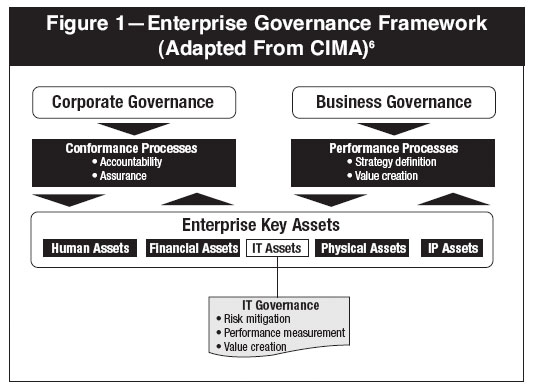 Figure 1—Enterprise Governance Framework
(Adapted From CIMA)⁶
Corporate Governance
Business Governance
Conformance Processes
• Accountability
• Assurance
Performance Processes
• Strategy definition
• Value creation
Enterprise Key Assets
Human Assets
Financial Assets
IT Assets
Physical Assets
IP Assets
IT Governance
• Risk mitigation
• Performance measurement
• Value creation